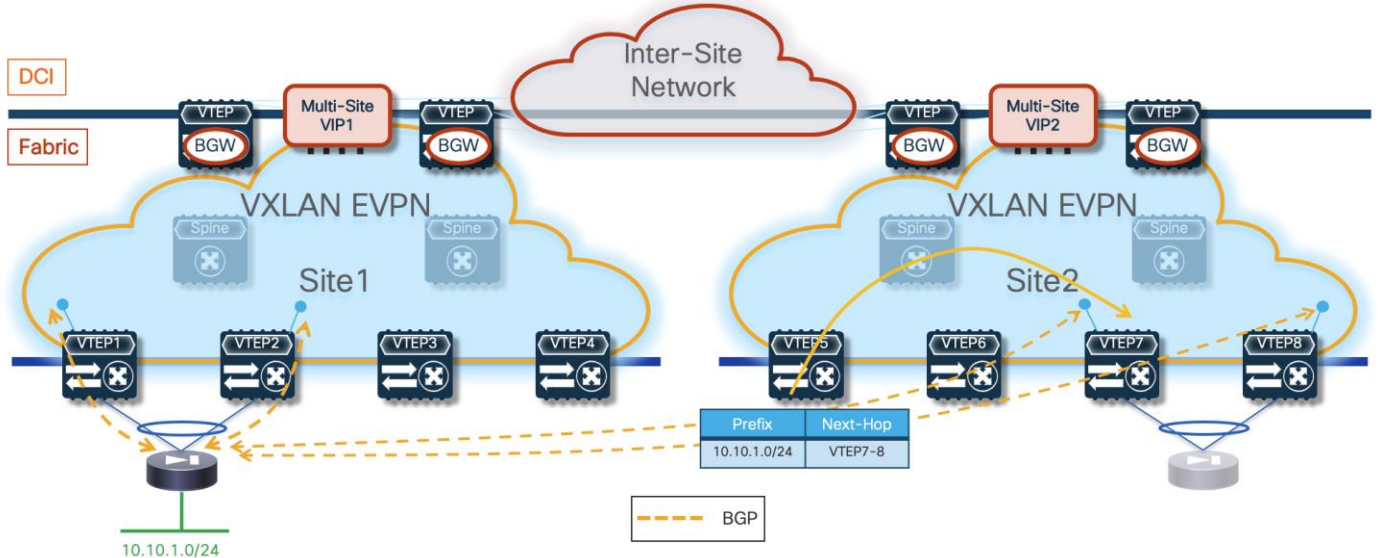 Inter-Site
Network
DCI
Fabric
VTEP
BGW
Multi-Site
VIP1
VTEP
BGW
VTEP
BGW
Multi-Site
VIP2
VTEP
BGW
VXLAN EVPN
VXLAN EVPN
Spine
Spine
Spine
Spine
Site1
Site2
VTEP1
VTEP2
VTEP3
VTEP4
VTEP5
VTEP6
VTEP7
VTEP8
Prefix Next-Hop
10.10.1.0/24 VTEP7-8
BGP
10.10.1.0/24